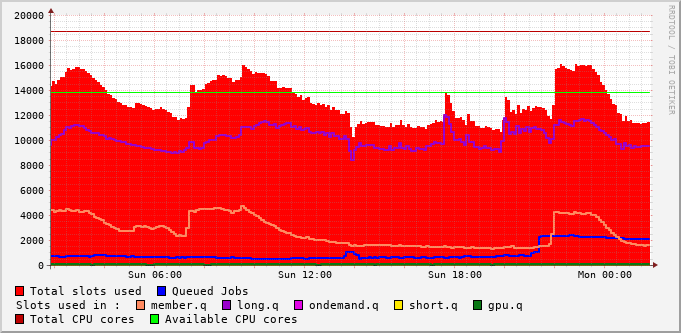 20000
18000
16000
14000
12000
10000
8000
6000
4000
2000
0
Sun 06:00 Sun 12:00 Sun 18:00 Mon 00:00
RRDTOOL / TOBI OETIKER
Total slots used Queued Jobs
Slots used in : member.q long.q ondemand.q short.q gpu.q
Total CPU cores Available CPU cores